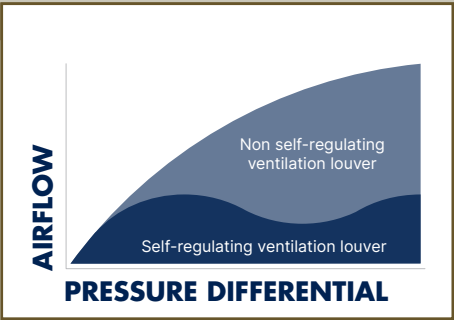 Non self-regulating
ventilation louver
Self-regulating ventilation louver
AIRFLOW
PRESSURE DIFFERENTIAL